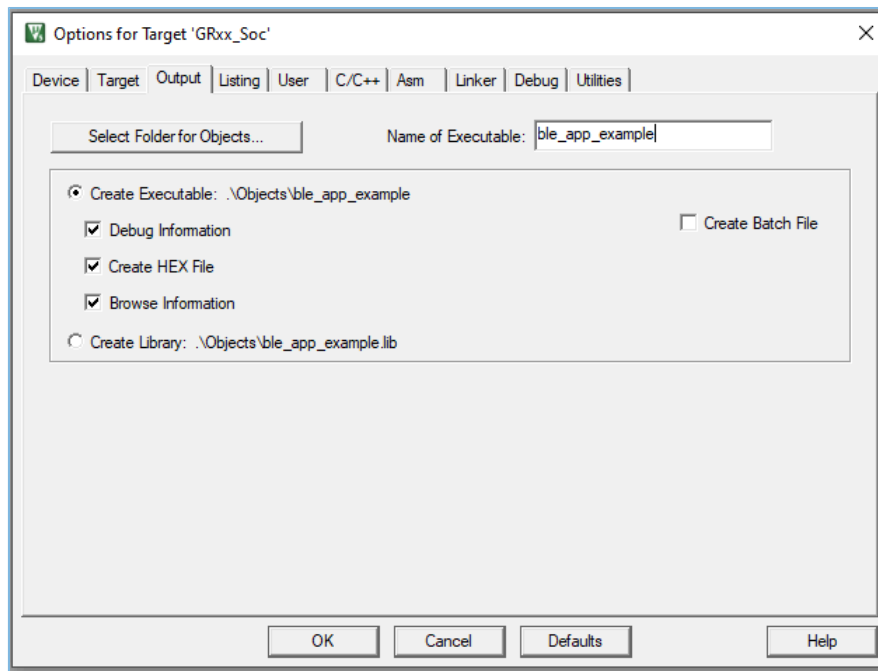 Options for Target 'GRxx_Soc'
Device Target Output Listing User C/C++ Asm Linker Debug Utilities
Select Folder for Objects... Name of Executable: ble_app_example
Create Executable: .\Objects\ble_app_example
Debug Information Create Batch File
Create HEX File
Browse Information
Create Library: .\Objects\ble_app_example.lib
OK Cancel Defaults Help